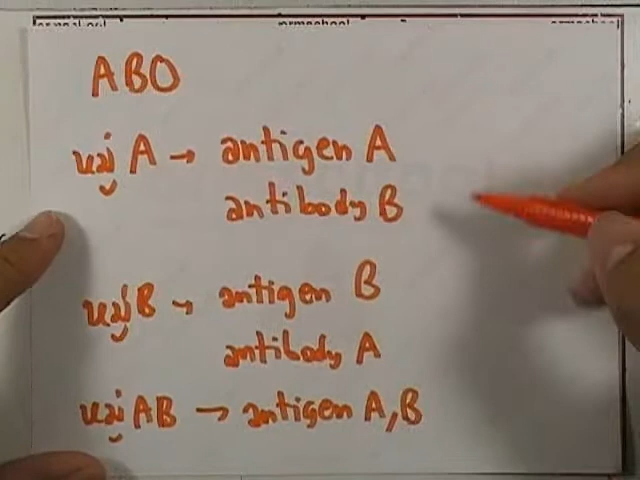 ABO
หมู่ A → antigen A
antibody B
หมู่ B → antigen B
antibody A
หมู่ AB → antigen A, B